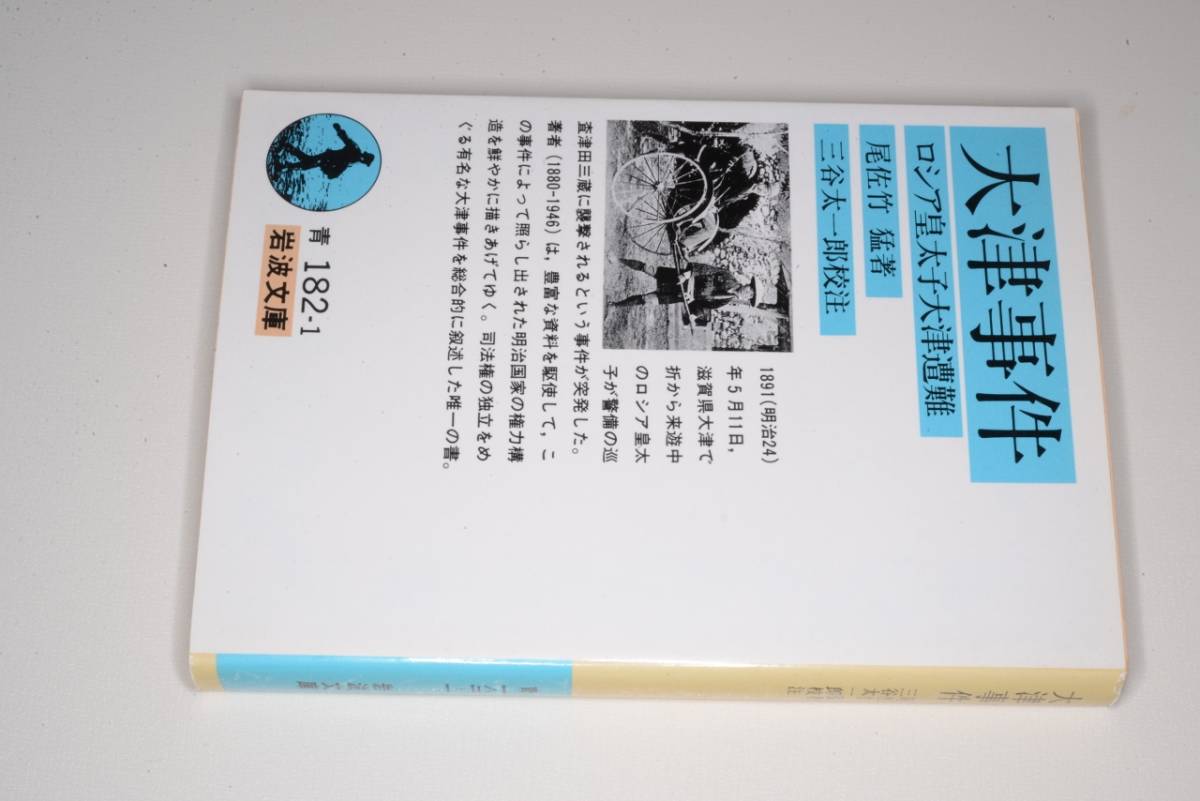 大津事件
ロシア皇太子大津遭難
尾佐竹 猛著
三谷太一郎校注
1891(明治24)
年5月11日,
滋賀県大津で
折から来遊中
のロシア皇太
子が警備の巡
査津田三蔵に襲撃されるという事件が突発した。
著者(1880-1946)は,豊富な資料を駆使して,こ
の事件によって照らし出された明治国家の権力構
造を鮮やかに描きあげてゆく。司法権の独立をめ
ぐる有名な大津事件を総合的に叙述した唯一の書。
青 182-1
岩波文庫
大津事件
三谷太一郎校注
青 一八二-一
岩波文庫